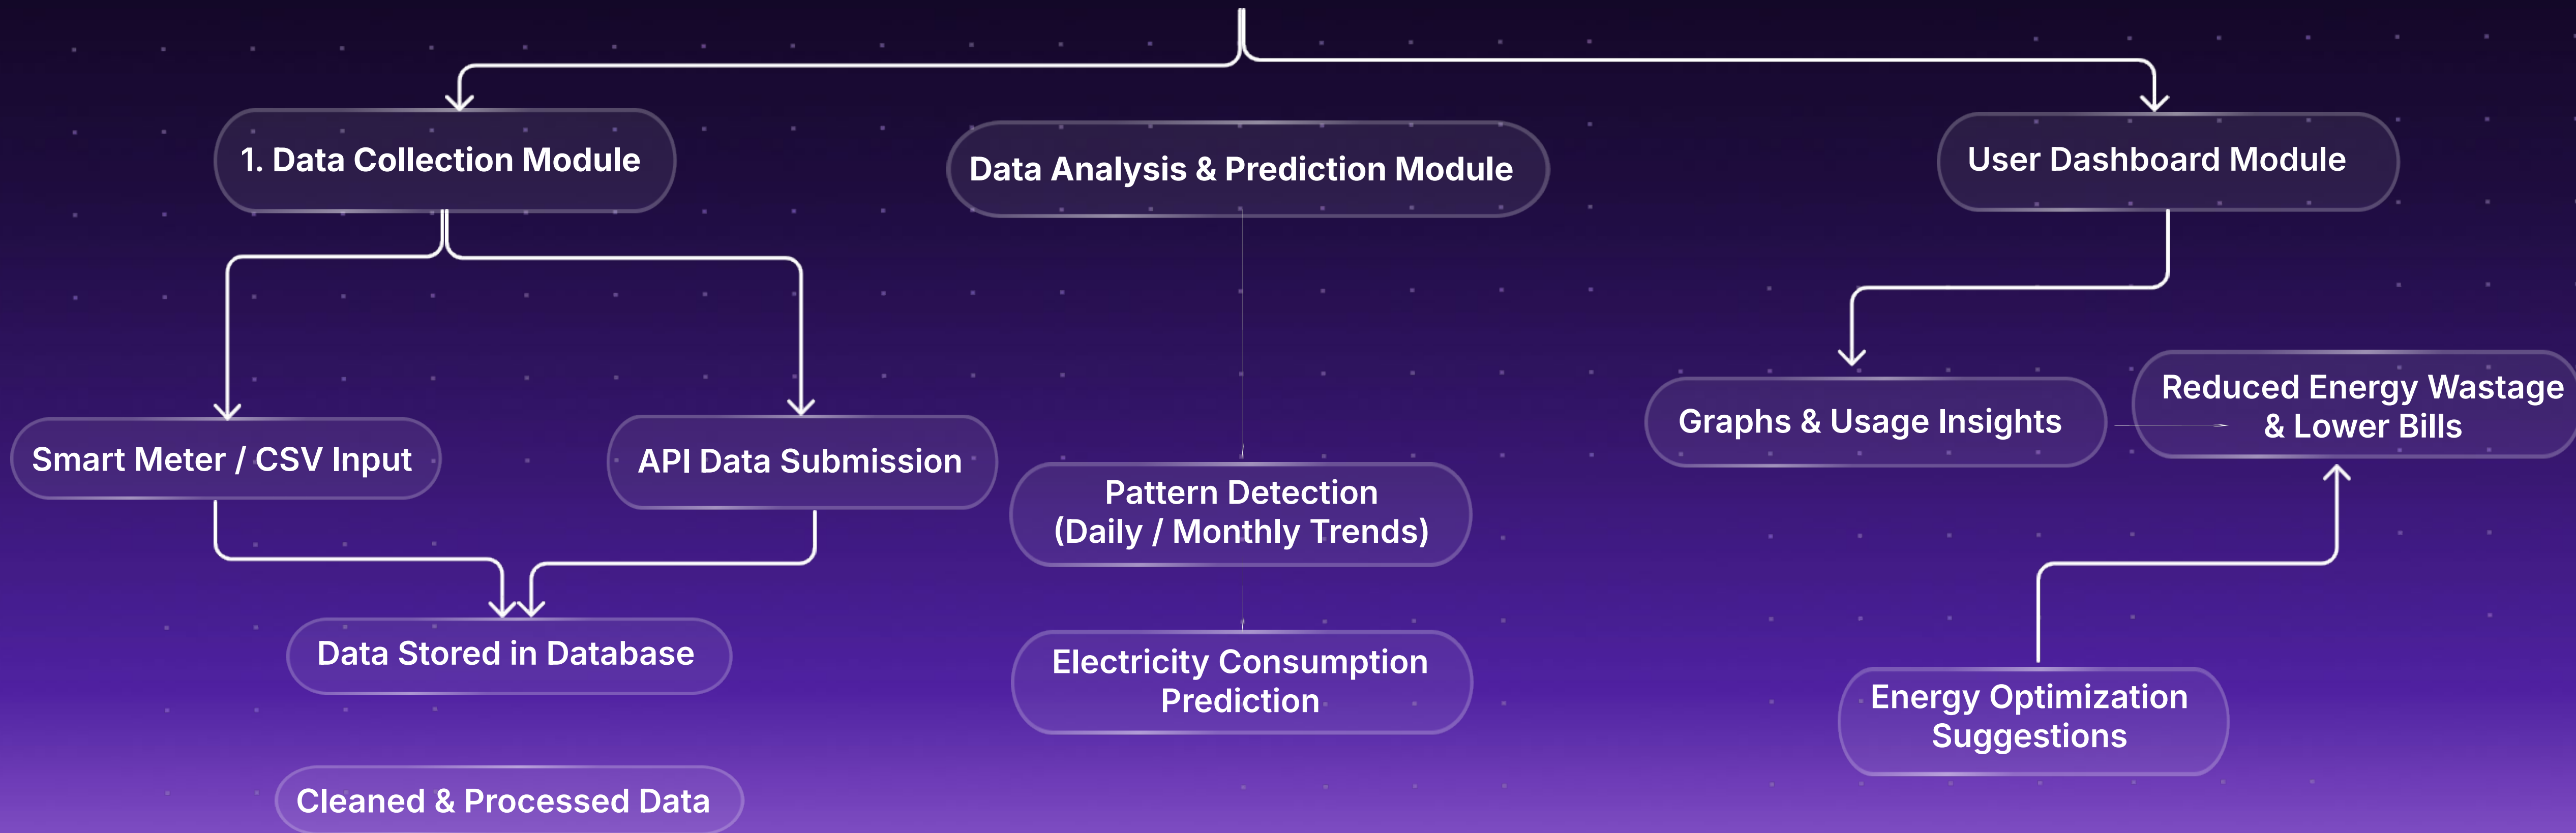 1. Data Collection Module
Data Analysis & Prediction Module
User Dashboard Module
Smart Meter / CSV Input
API Data Submission
Pattern Detection
(Daily / Monthly Trends)
Graphs & Usage Insights
Reduced Energy Wastage
& Lower Bills
Data Stored in Database
Electricity Consumption
Prediction
Energy Optimization
Suggestions
Cleaned & Processed Data